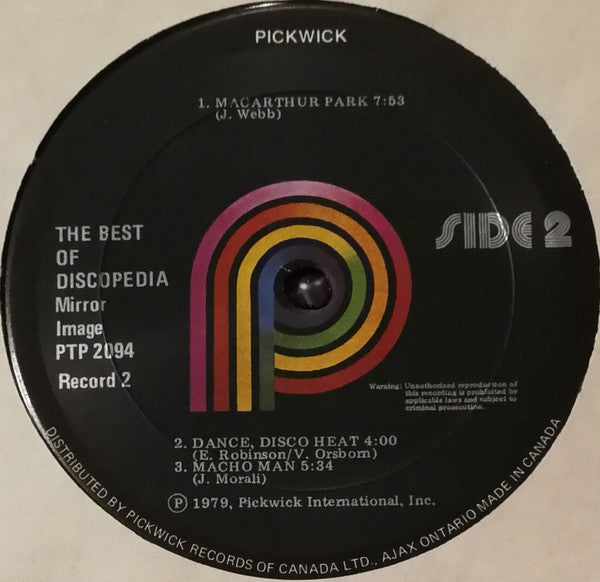 PICKWICK
1. MACARTHUR PARK 7:53
(J. Webb)
THE BEST
OF
DISCOPEDIA
Mirror
Image
PTP 2094
Record 2
SIDE 2
Warning: Unauthorized reproduction of
this recording is prohibited by
applicable laws and subject to
criminal prosecution.
2. DANCE, DISCO HEAT 4:00
(E. Robinson/V. Orsborn)
3. MACHO MAN 5:34
(J. Morali)
Ⓟ 1979, Pickwick International, Inc.
DISTRIBUTED BY PICKWICK RECORDS OF CANADA LTD., AJAX ONTARIO MADE IN CANADA